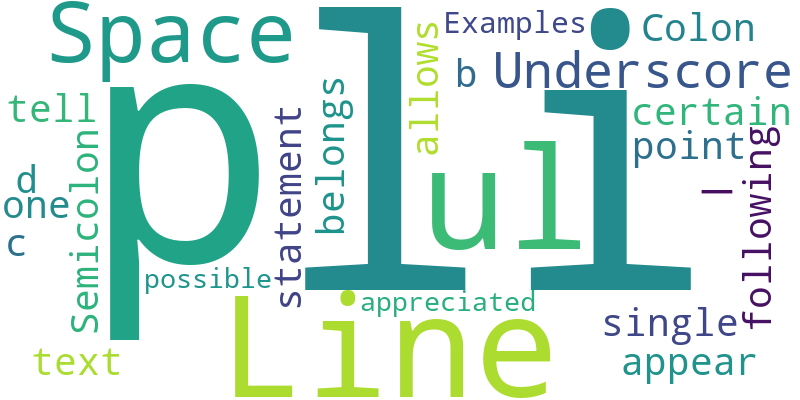 Space
Examples
Colon
allows
b
Underscore
tell
p
li
belongs
certain
statement
ul
point
Semicolon
d
one
c
following
possible
appreciated
Line
single
text
appear